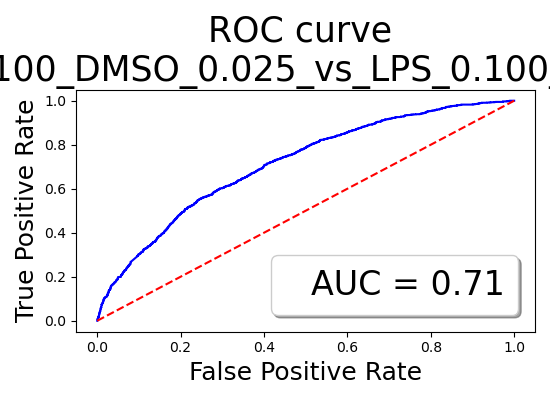 ROC curve
100_DMSO_0.025_vs_LPS_0.100_
True Positive Rate
1.0
0.8
0.6
0.4
0.2
0.0
AUC = 0.71
0.0 0.2 0.4 0.6 0.8 1.0
False Positive Rate